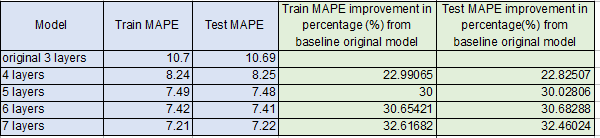 Model Train MAPE Test MAPE Train MAPE improvement in percentage (%) from baseline original model Test MAPE improvement in percentage(%) from baseline original model
original 3 layers 10.7 10.69
4 layers 8.24 8.25 22.99065 22.82507
5 layers 7.49 7.48 30 30.02806
6 layers 7.42 7.41 30.65421 30.68288
7 layers 7.21 7.22 32.61682 32.46024